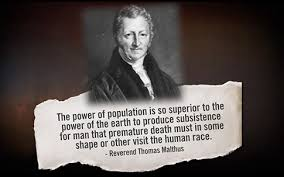 The power of population is so superior to the
power of the earth to produce subsistence
for man that premature death must in some
shape or other visit the human race.
- Reverend Thomas Malthus